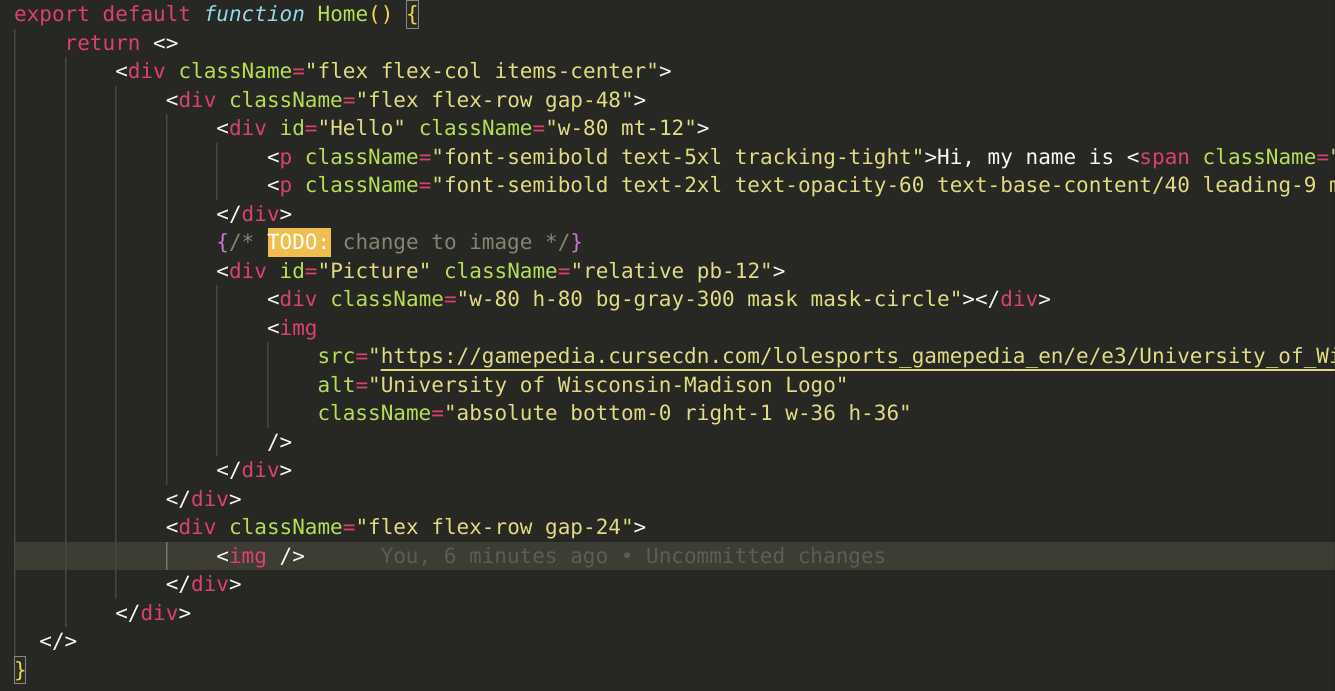 export default function Home() {
    return <>
        <div className="flex flex-col items-center">
            <div className="flex flex-row gap-48">
                <div id="Hello" className="w-80 mt-12">
                    <p className="font-semibold text-5xl tracking-tight">Hi, my name is <span className="
                    <p className="font-semibold text-2xl text-opacity-60 text-base-content/40 leading-9 m
                </div>
                {/* TODO: change to image */}
                <div id="Picture" className="relative pb-12">
                    <div className="w-80 h-80 bg-gray-300 mask mask-circle"></div>
                    <img
                        src="https://gamepedia.cursecdn.com/lolesports_gamepedia_en/e/e3/University_of_Wi
                        alt="University of Wisconsin-Madison Logo"
                        className="absolute bottom-0 right-1 w-36 h-36"
                    />
                </div>
            </div>
            <div className="flex flex-row gap-24">
                <img />      You, 6 minutes ago • Uncommitted changes
            </div>
        </div>
  </>
}